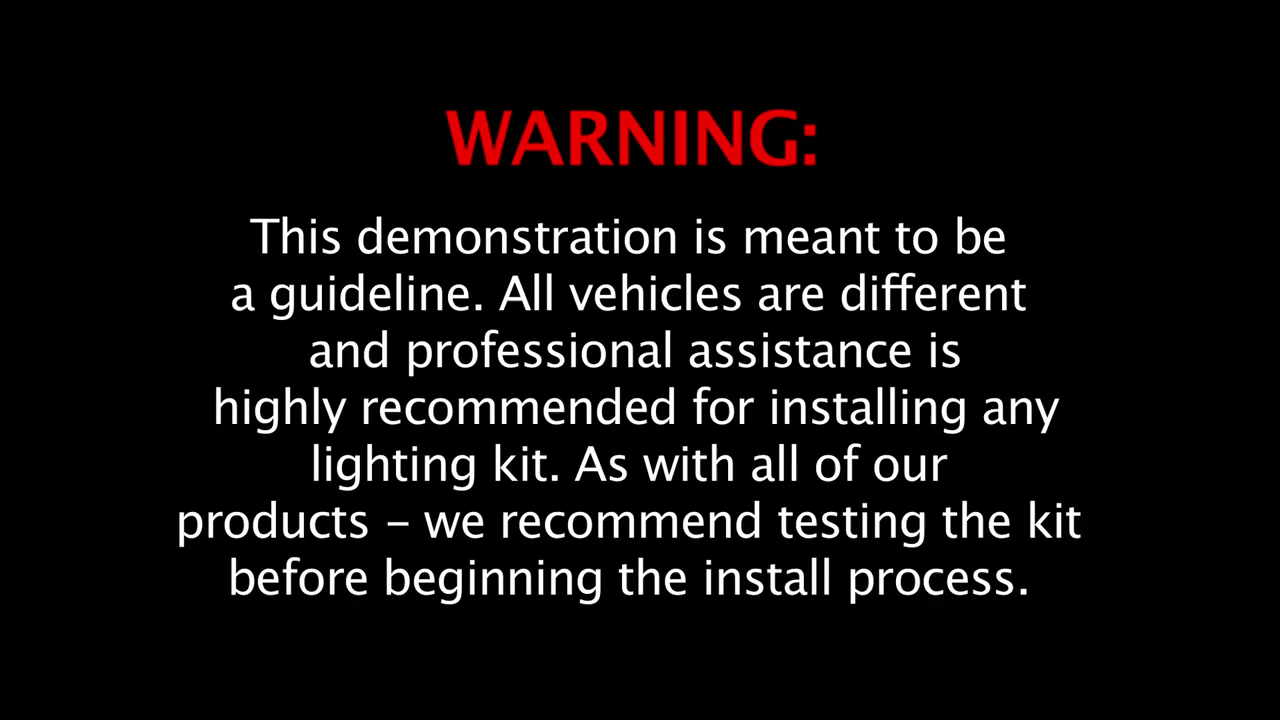 WARNING:
This demonstration is meant to be
a guideline. All vehicles are different
and professional assistance is
highly recommended for installing any
lighting kit. As with all of our
products – we recommend testing the kit
before beginning the install process.